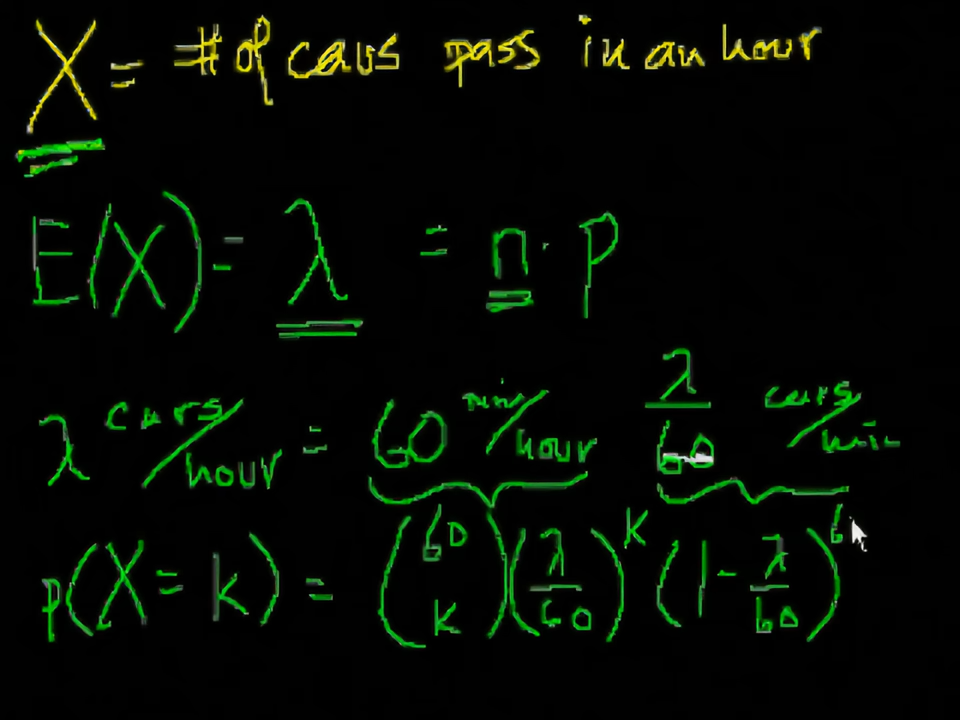 X = # of cars pass in an hour
E(X) = λ = n · p
λ cars/hour = 60 min/hour λ/60 cars/min
P(X = k) = (60 k)(λ/60)^k (1 - λ/60)^6